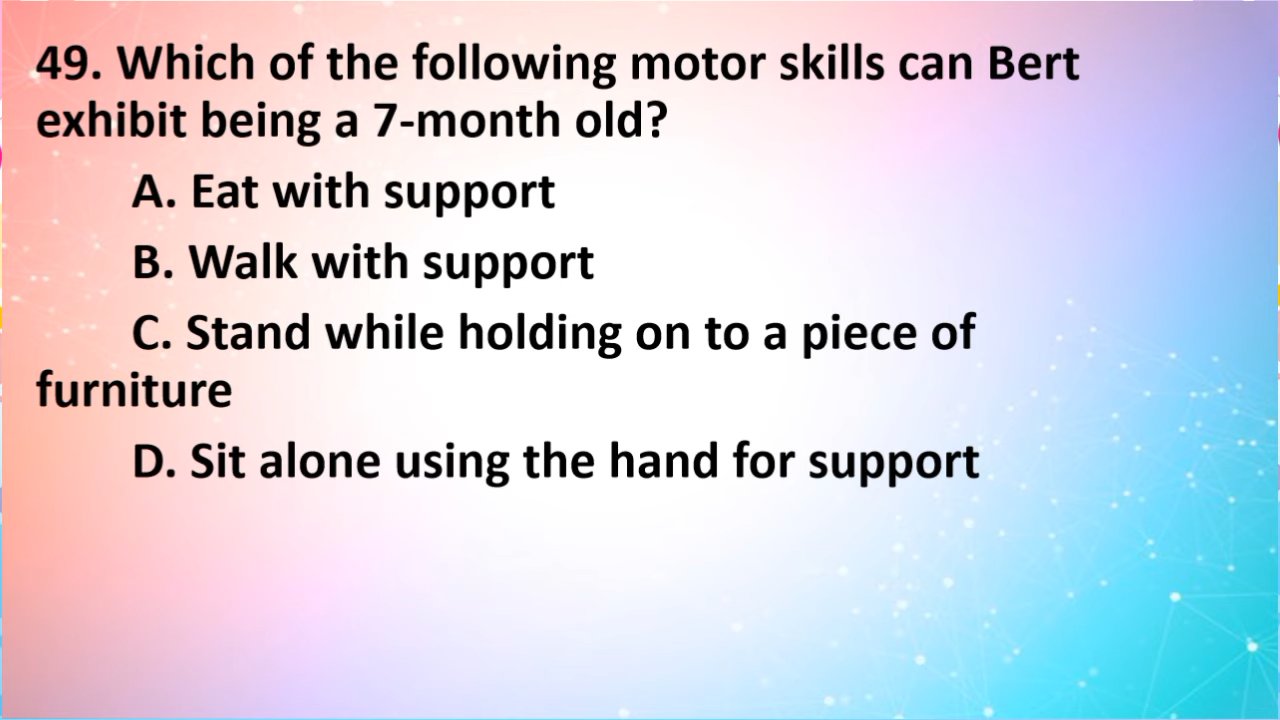 49. Which of the following motor skills can Bert
exhibit being a 7-month old?
A. Eat with support
B. Walk with support
C. Stand while holding on to a piece of
furniture
D. Sit alone using the hand for support